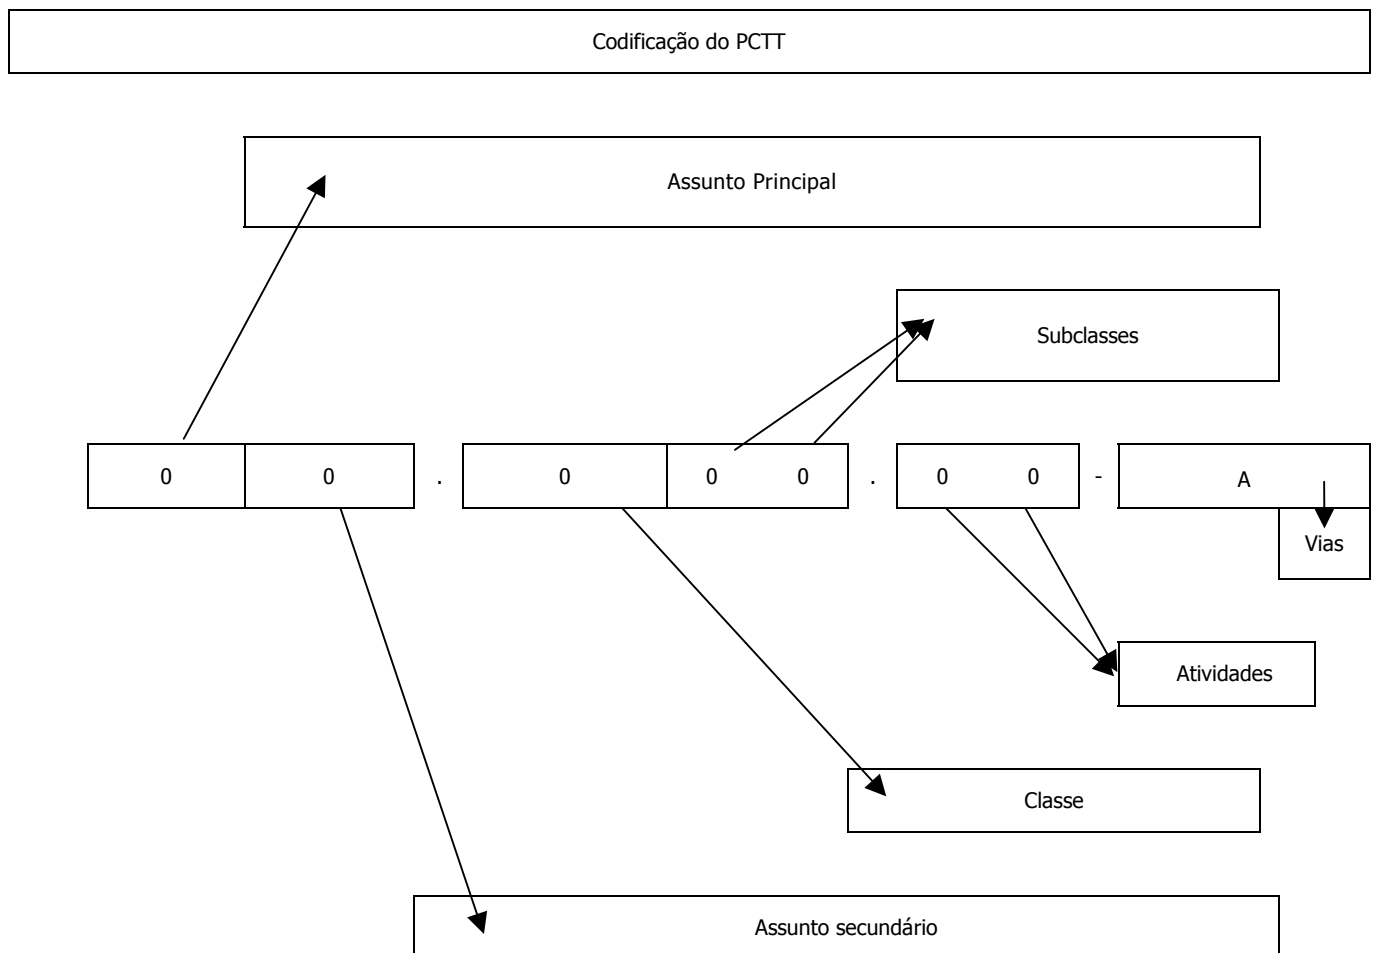 Codificação do PCTT
Assunto Principal
Subclasses
0 0 . 0 0 0 . 0 0 - A
Vias
Atividades
Classe
Assunto secundário